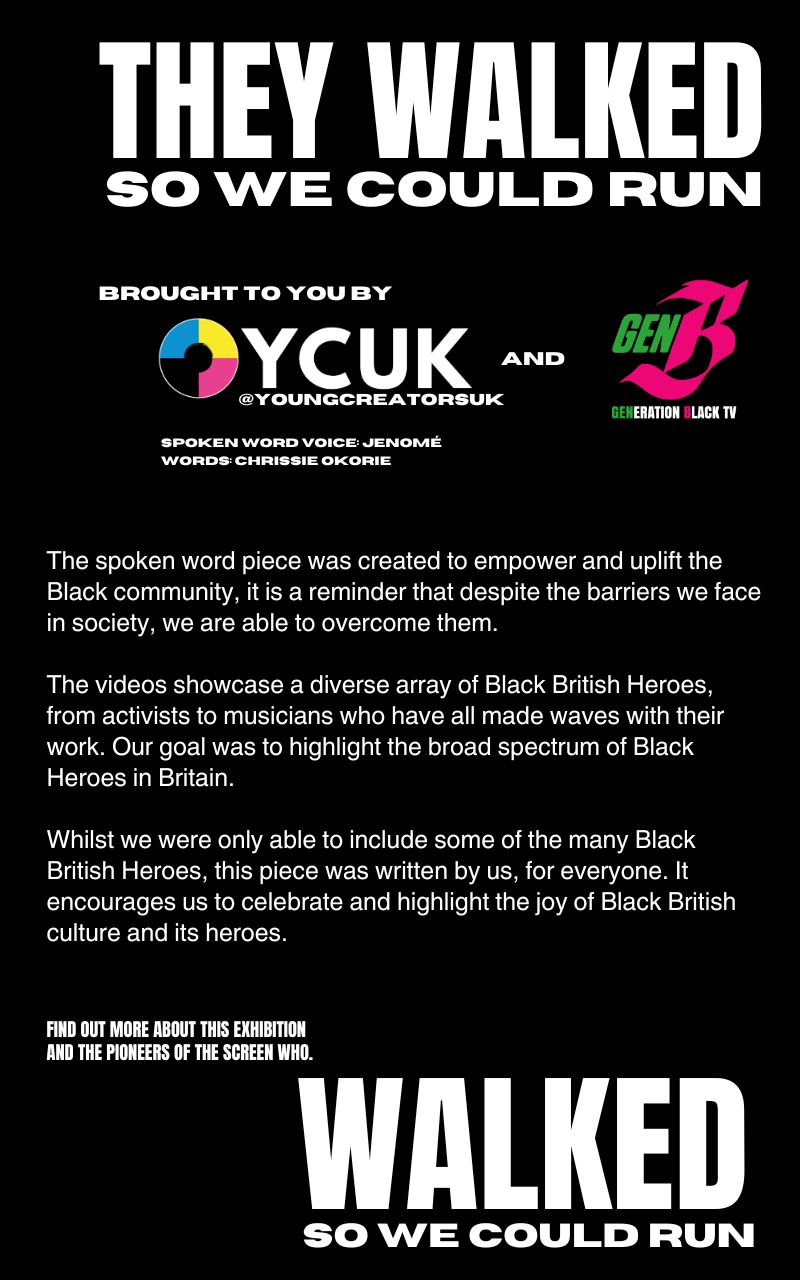 THEY WALKED
SO WE COULD RUN
BROUGHT TO YOU BY
YCUK
@YOUNGCREATORSUK
AND
GEN B
GENERATION BLACK TV
SPOKEN WORD VOICE: JENOMÉ
WORDS: CHRISSIE OKORIE
The spoken word piece was created to empower and uplift the
Black community, it is a reminder that despite the barriers we face
in society, we are able to overcome them.
The videos showcase a diverse array of Black British Heroes,
from activists to musicians who have all made waves with their
work. Our goal was to highlight the broad spectrum of Black
Heroes in Britain.
Whilst we were only able to include some of the many Black
British Heroes, this piece was written by us, for everyone. It
encourages us to celebrate and highlight the joy of Black British
culture and its heroes.
FIND OUT MORE ABOUT THIS EXHIBITION
AND THE PIONEERS OF THE SCREEN WHO.
WALKED
SO WE COULD RUN